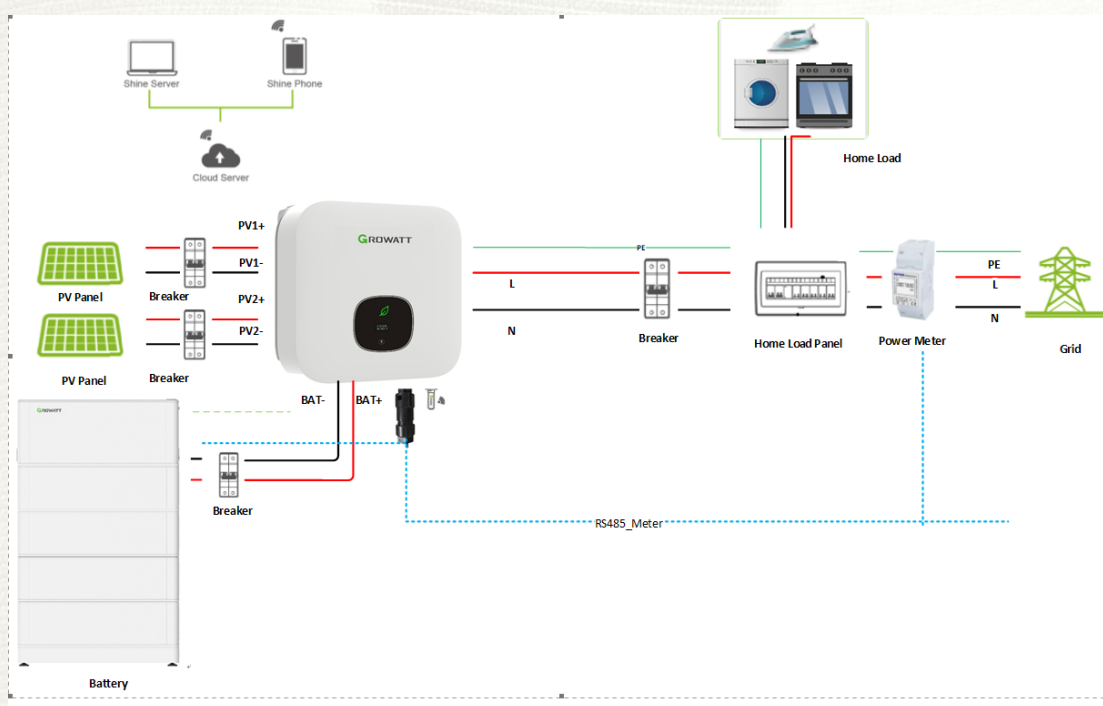 Shine Server
Shine Phone
Cloud Server
Home Load
PV1+
GROWATT
PV1-
PE
PE
L
L
PV Panel
Breaker
PV2+
N
N
PV2-
Breaker
Home Load Panel
Power Meter
Grid
PV Panel
Breaker
BAT-
BAT+
GROWATT
Breaker
RS485_Meter
Battery